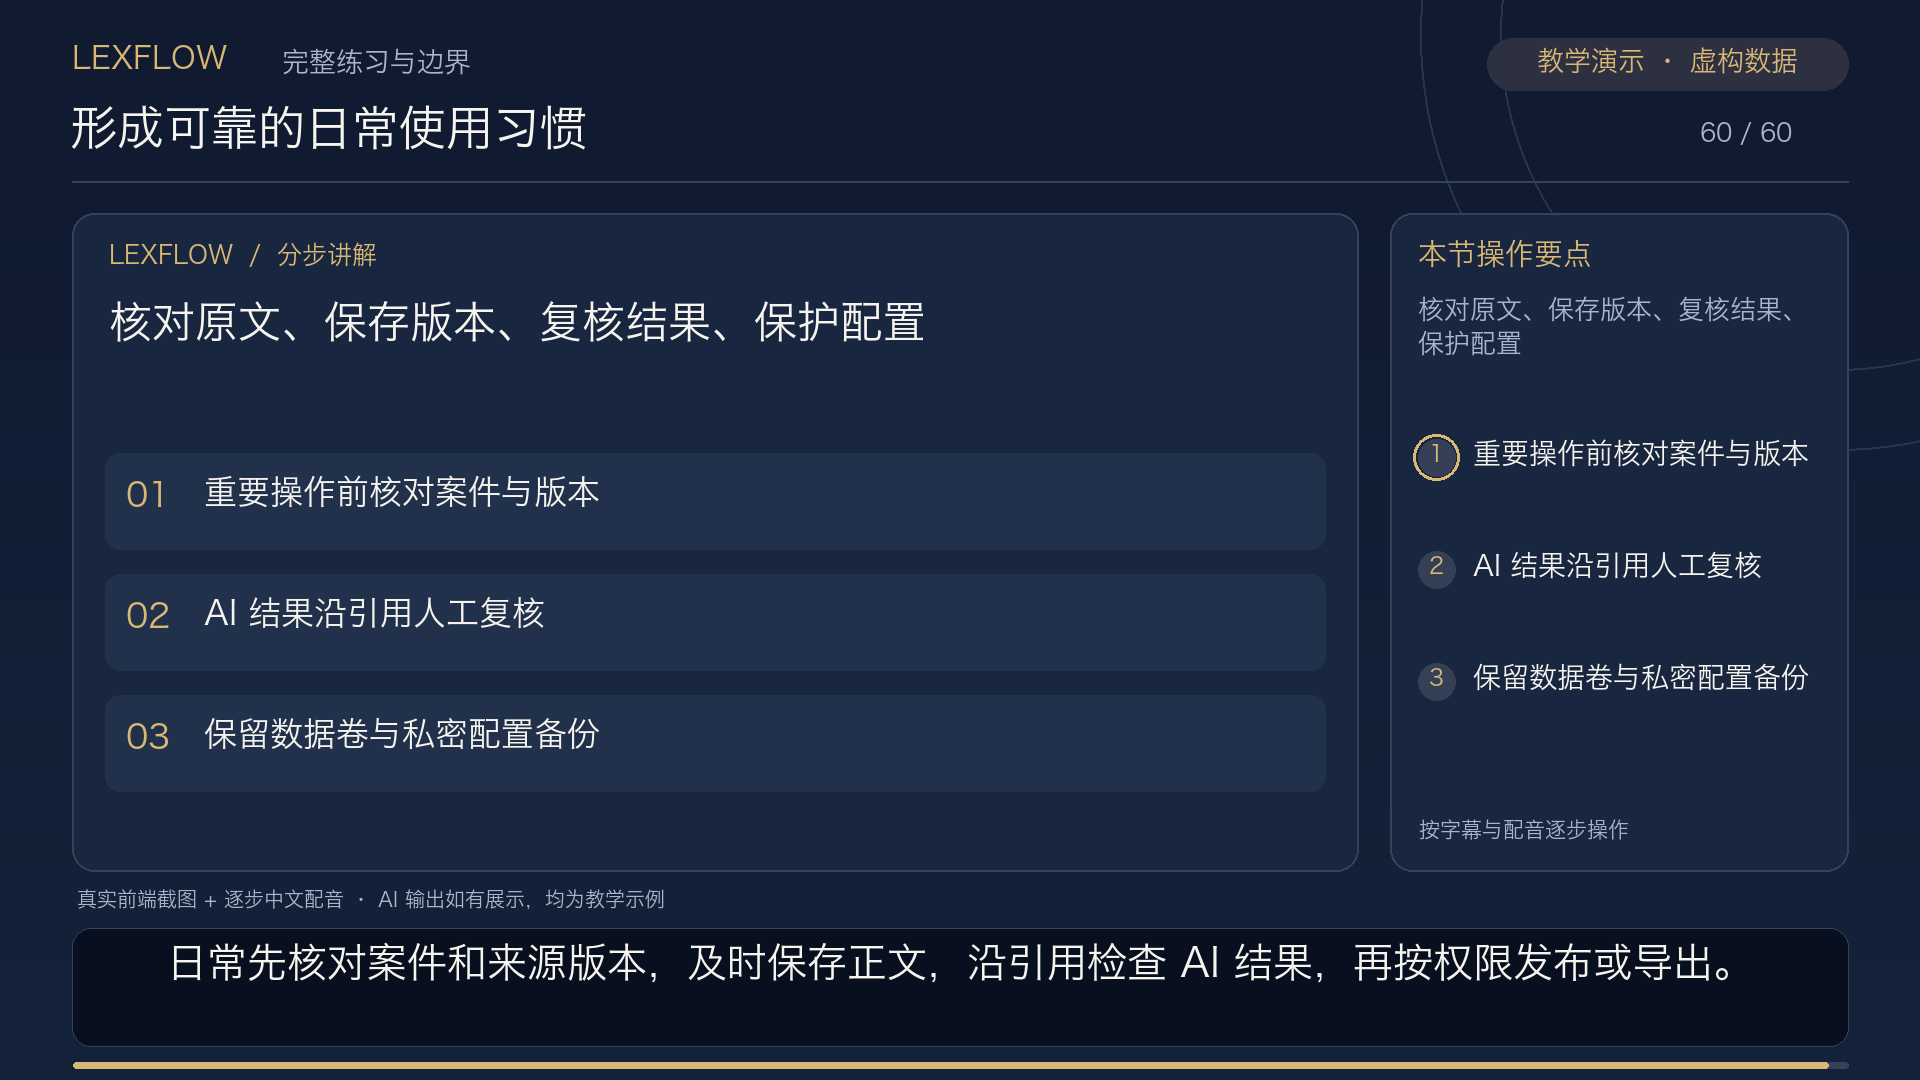 LEXFLOW 完整练习与边界
教学演示 · 虚构数据
形成可靠的日常使用习惯
60 / 60
LEXFLOW / 分步讲解
核对原文、保存版本、复核结果、保护配置
01 重要操作前核对案件与版本
02 AI 结果沿引用人工复核
03 保留数据卷与私密配置备份
本节操作要点
核对原文、保存版本、复核结果、
保护配置
1 重要操作前核对案件与版本
2 AI 结果沿引用人工复核
3 保留数据卷与私密配置备份
按字幕与配音逐步操作
真实前端截图 + 逐步中文配音 · AI 输出如有展示，均为教学示例
日常先核对案件和来源版本，及时保存正文，沿引用检查 AI 结果，再按权限发布或导出。